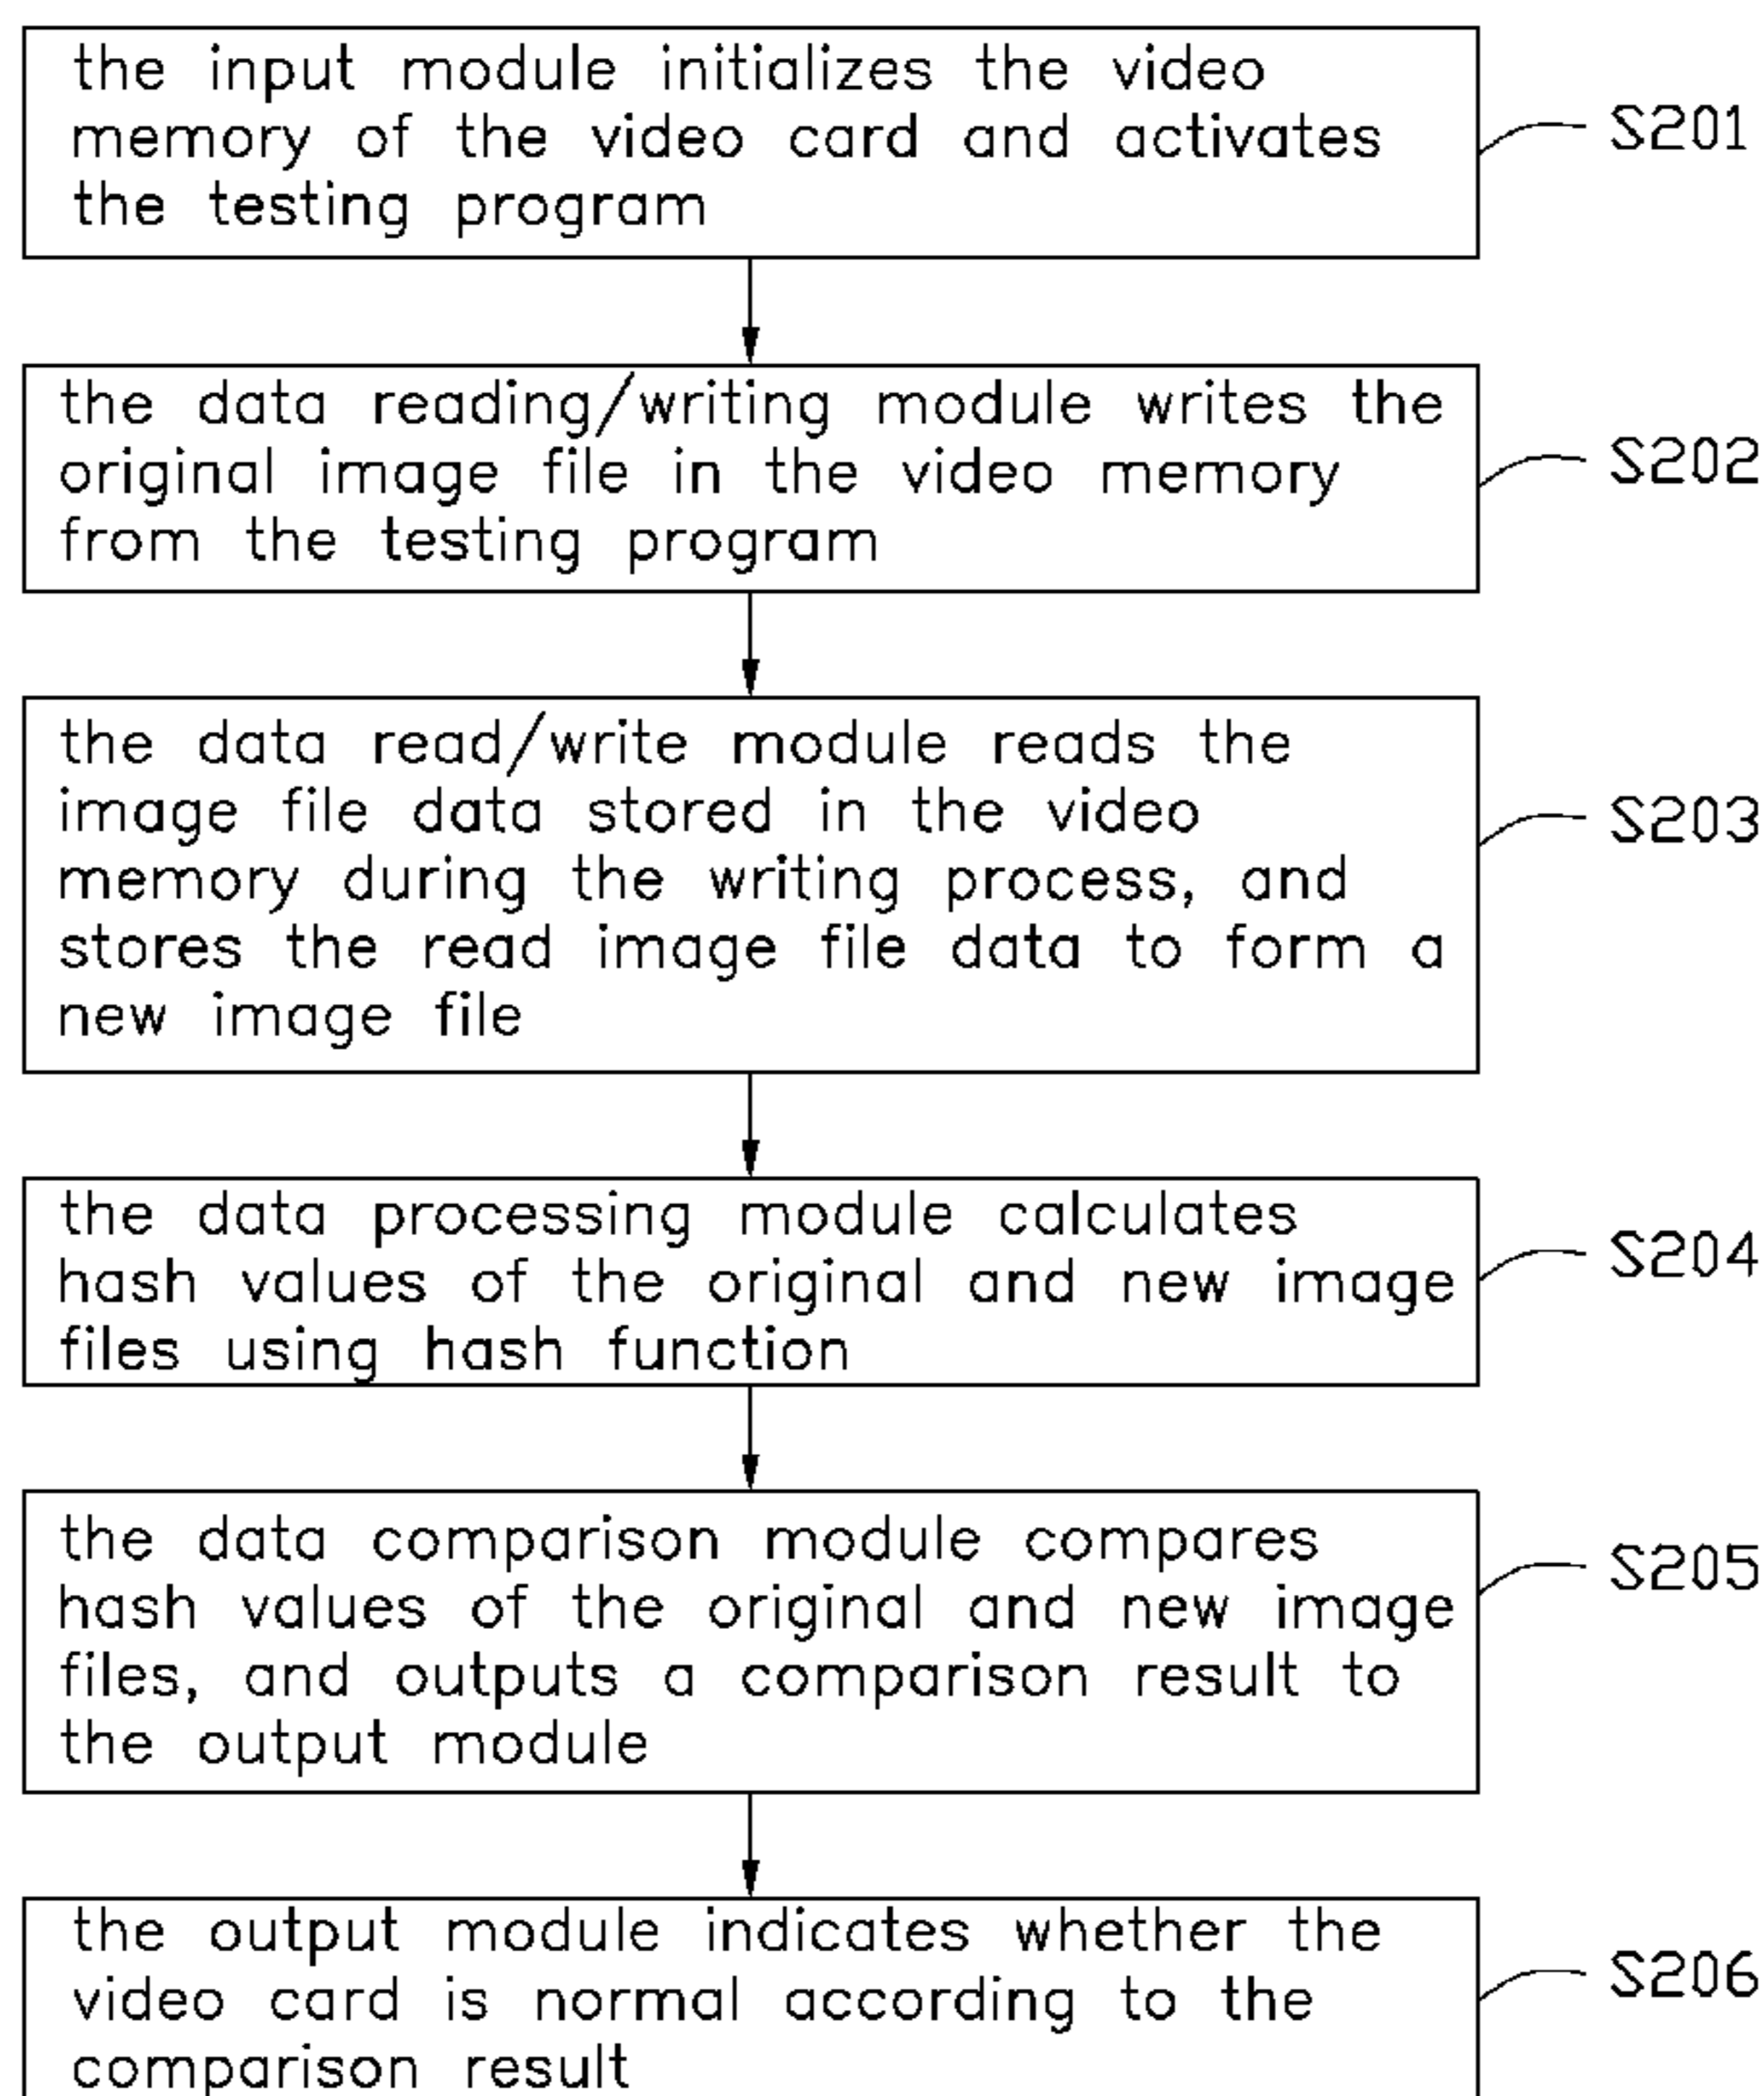 the input module initializes the video
memory of the video card and activates
the testing program
S201
the data reading/writing module writes the
original image file in the video memory
from the testing program
S202
the data read/write module reads the
image file data stored in the video
memory during the writing process, and
stores the read image file data to form a
new image file
S203
the data processing module calculates
hash values of the original and new image
files using hash function
S204
the data comparison module compares
hash values of the original and new image
files, and outputs a comparison result to
the output module
S205
the output module indicates whether the
video card is normal according to the
comparison result
S206